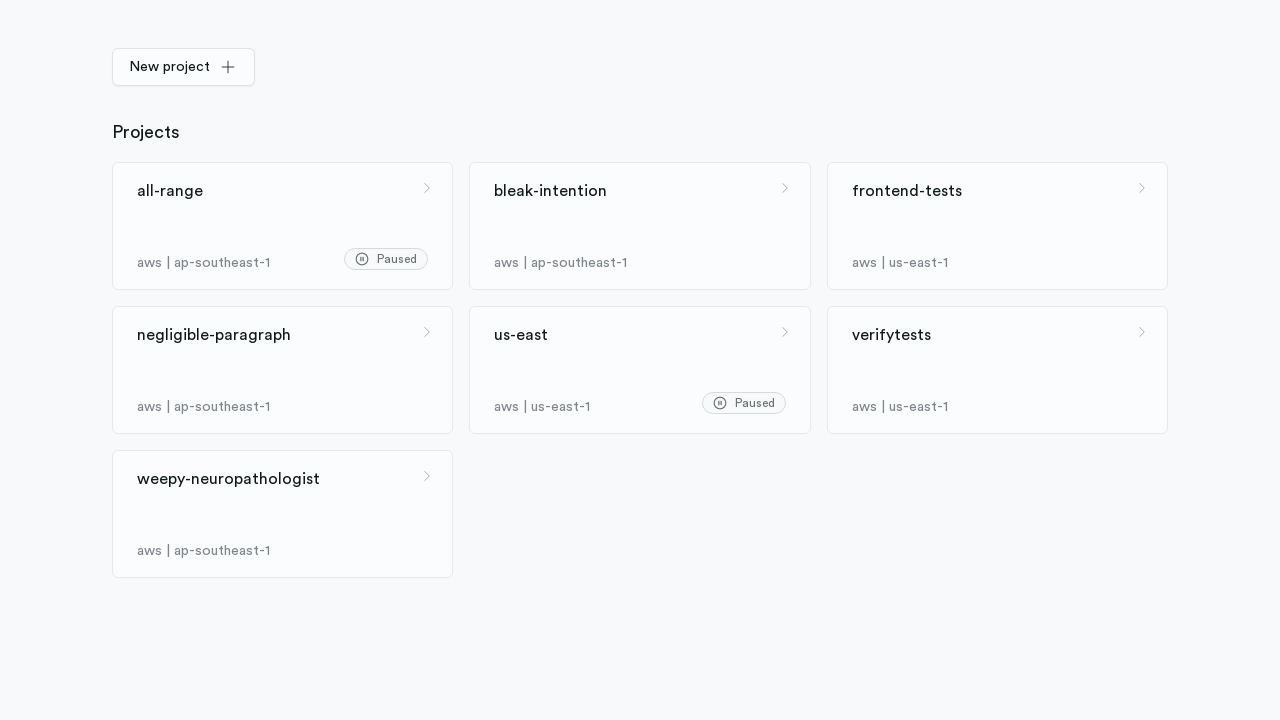 New project
Projects
all-range
aws | ap-southeast-1
Paused
bleak-intention
aws | ap-southeast-1
frontend-tests
aws | us-east-1
negligible-paragraph
aws | ap-southeast-1
us-east
aws | us-east-1
Paused
verifytests
aws | us-east-1
weepy-neuropathologist
aws | ap-southeast-1